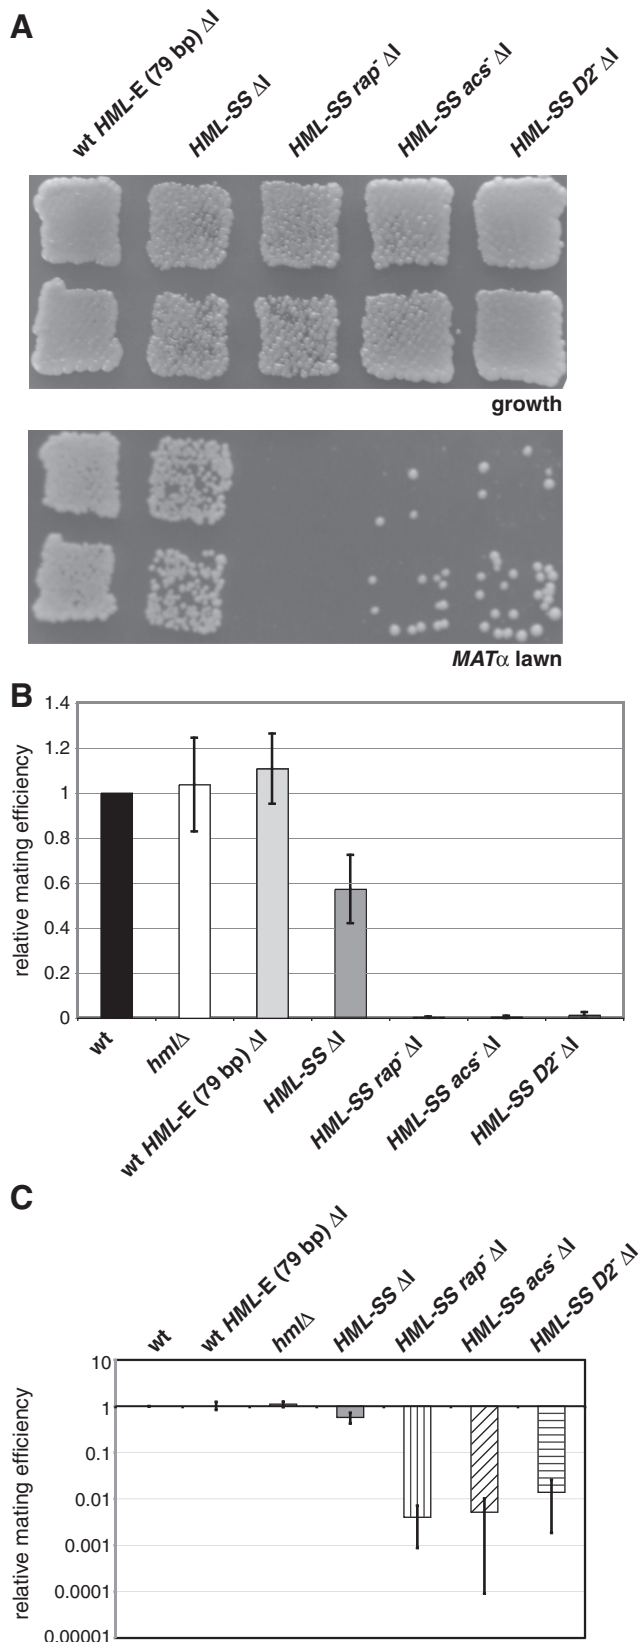 A
wt HML-E (79 bp) ΔI
HML-SS ΔI
HML-SS rap⁻ ΔI
HML-SS acs⁻ ΔI
HML-SS D2⁻ ΔI
growth
MATα lawn
B
relative mating efficiency
1.4
1.2
1
0.8
0.6
0.4
0.2
0
wt
hmlΔ
wt HML-E (79 bp) ΔI
HML-SS ΔI
HML-SS rap⁻ ΔI
HML-SS acs⁻ ΔI
HML-SS D2⁻ ΔI
C
wt
wt HML-E (79 bp) ΔI
hmlΔ
HML-SS ΔI
HML-SS rap⁻ ΔI
HML-SS acs⁻ ΔI
HML-SS D2⁻ ΔI
relative mating efficiency
10
1
0.1
0.01
0.001
0.0001
0.00001